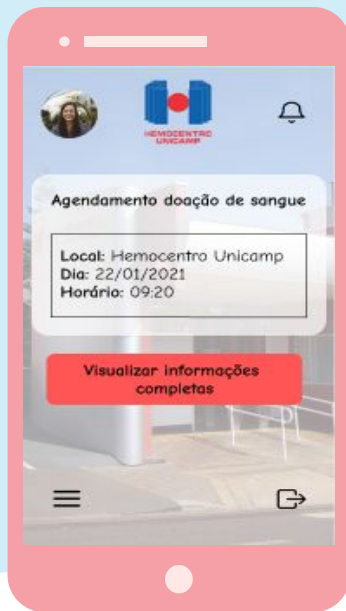 HEMOCENTRO
UNICAMP
Agendamento doação de sangue
Local: Hemocentro Unicamp
Dia: 22/01/2021
Horário: 09:20
Visualizar informações
completas